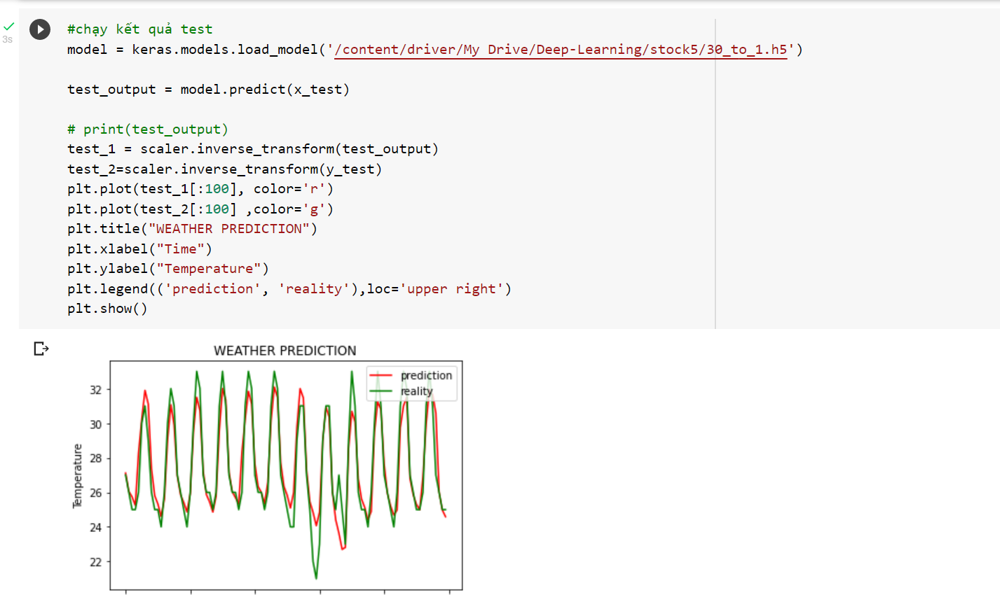 3s
#chạy kết quả test
model = keras.models.load_model('/content/driver/My Drive/Deep-Learning/stock5/30_to_1.h5')
test_output = model.predict(x_test)
# print(test_output)
test_1 = scaler.inverse_transform(test_output)
test_2=scaler.inverse_transform(y_test)
plt.plot(test_1[:100], color='r')
plt.plot(test_2[:100] ,color='g')
plt.title("WEATHER PREDICTION")
plt.xlabel("Time")
plt.ylabel("Temperature")
plt.legend(('prediction', 'reality'),loc='upper right')
plt.show()
WEATHER PREDICTION
prediction
reality
Temperature
32
30
28
26
24
22